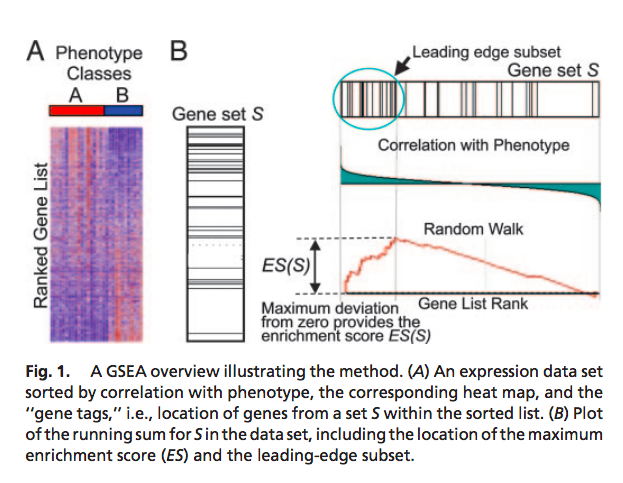 A Phenotype
Classes
A B
Ranked Gene List
B
Gene set S
Leading edge subset
Gene set S
Correlation with Phenotype
Random Walk
ES(S)
Gene List Rank
Maximum deviation
from zero provides the
enrichment score ES(S)
Fig. 1. A GSEA overview illustrating the method. (A) An expression data set
sorted by correlation with phenotype, the corresponding heat map, and the
“gene tags,” i.e., location of genes from a set S within the sorted list. (B) Plot
of the running sum for S in the data set, including the location of the maximum
enrichment score (ES) and the leading-edge subset.